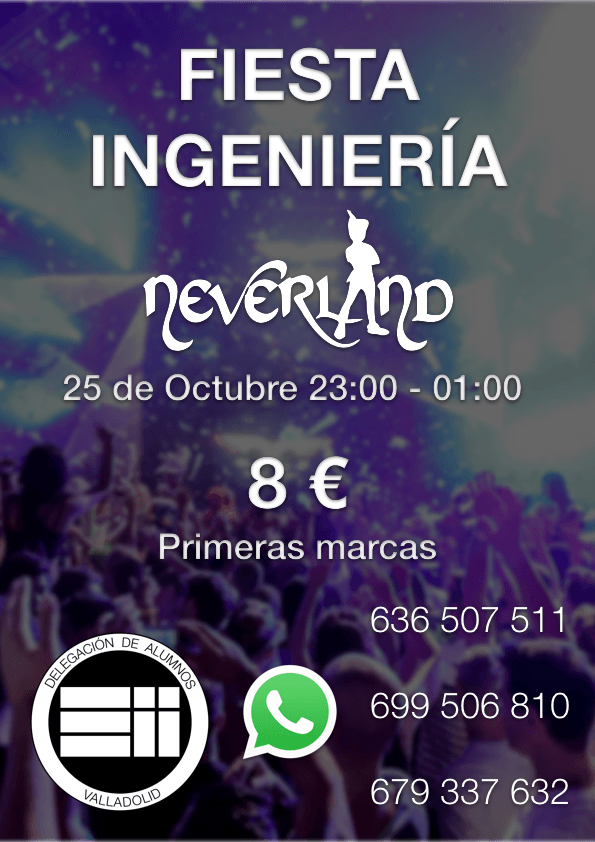 FIESTA
INGENIERÍA
NEVERLAND
25 de Octubre 23:00 - 01:00
8 €
Primeras marcas
636 507 511
699 506 810
679 337 632
DELEGACIÓN DE ALUMNOS
EII
VALLADOLID